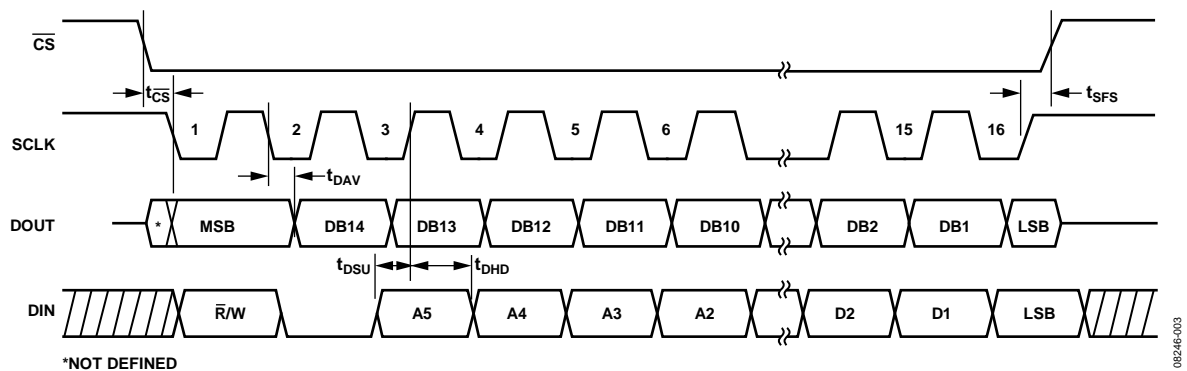 CS
tCS
tSFS
SCLK
1 2 3 4 5 6 15 16
tDAV
DOUT
* MSB DB14 DB13 DB12 DB11 DB10 DB2 DB1 LSB
tDSU tDHD
DIN
R/W A5 A4 A3 A2 D2 D1 LSB
*NOT DEFINED
08246-003